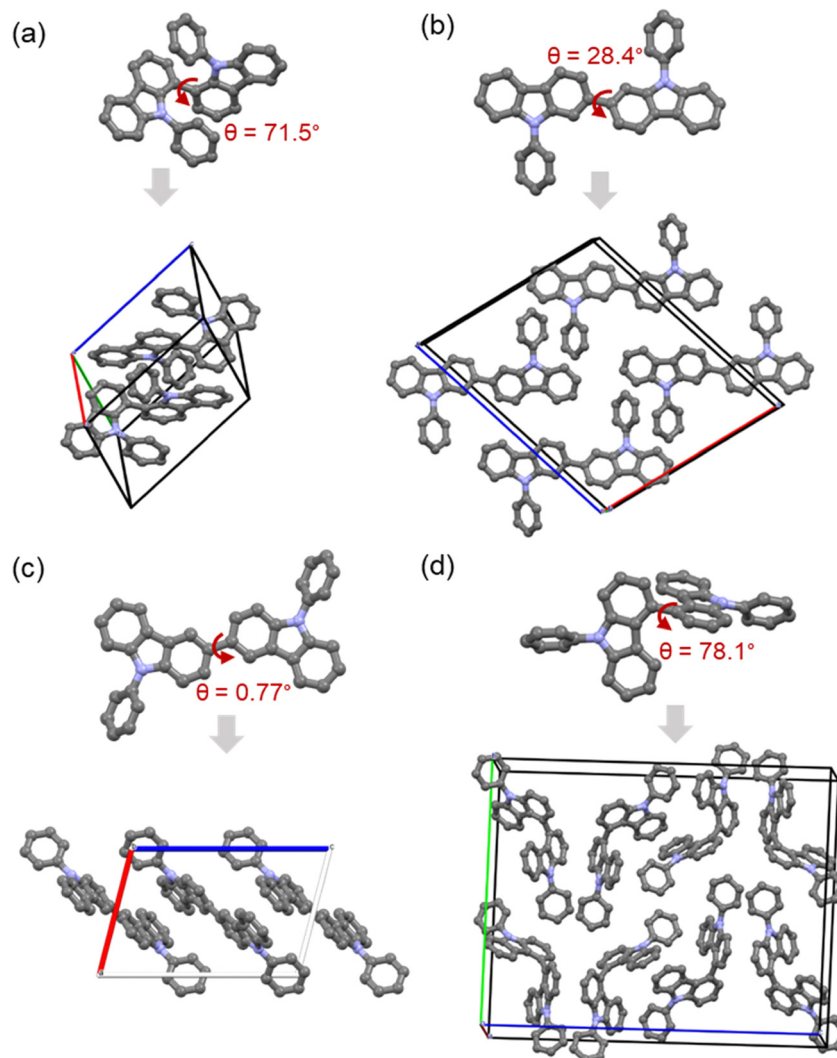 (a)
(b)
θ = 28.4°
θ = 71.5°
(c)
(d)
θ = 0.77°
θ = 78.1°